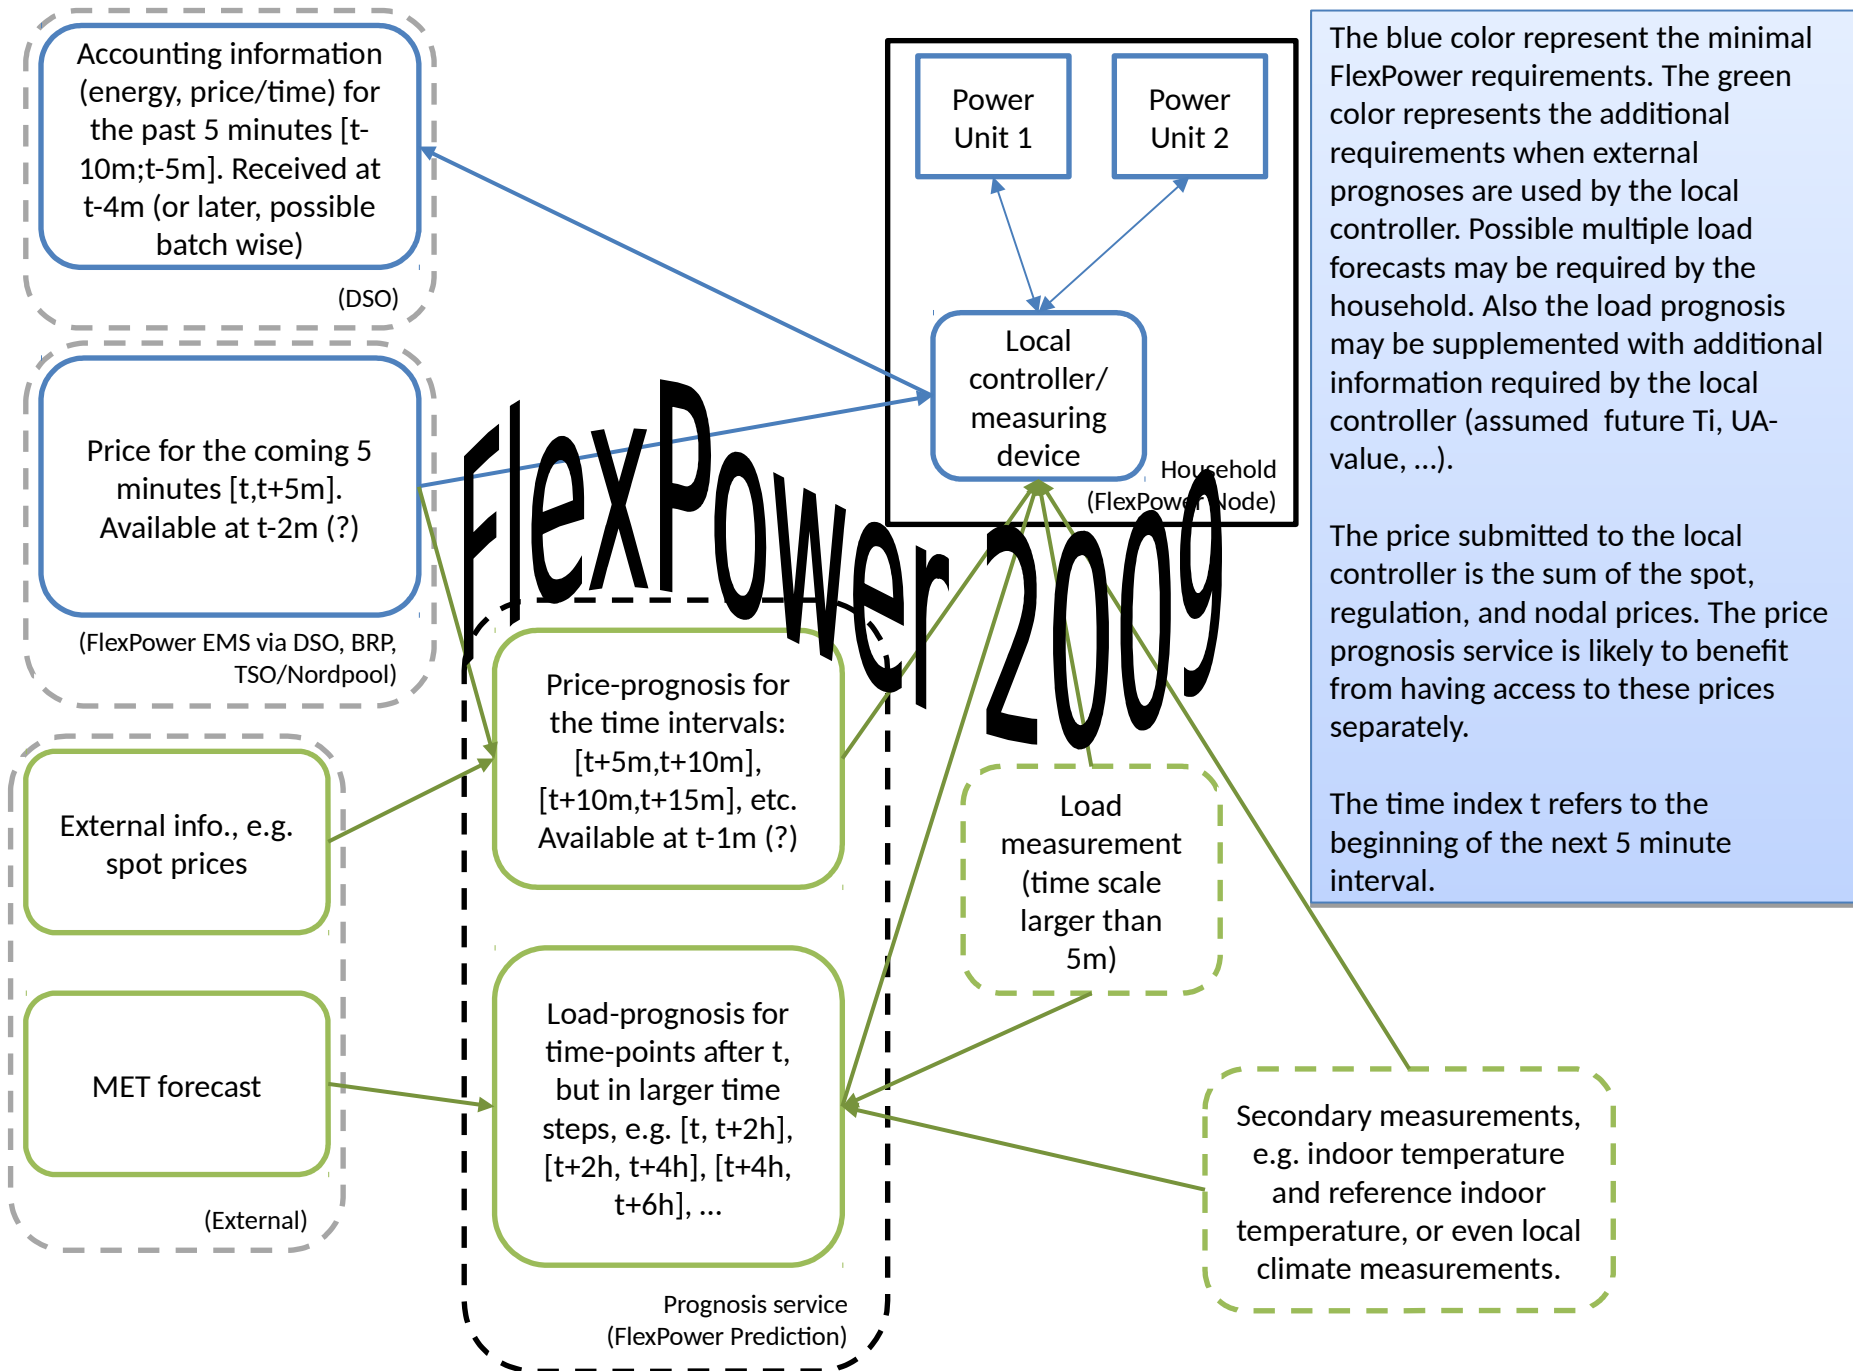 Accounting information
(energy, price/time) for
the past 5 minutes [t-
10m;t-5m]. Received at
t-4m (or later, possible
batch wise)
(DSO)
Price for the coming 5
minutes [t,t+5m].
Available at t-2m (?)
(FlexPower EMS via DSO, BRP,
TSO/Nordpool)
External info., e.g.
spot prices
MET forecast
(External)
Power
Unit 1
Power
Unit 2
Local
controller/
measuring
device
Household
(FlexPower Node)
FlexPower 2009
Price-prognosis for
the time intervals:
[t+5m,t+10m],
[t+10m,t+15m], etc.
Available at t-1m (?)
Load-prognosis for
time-points after t,
but in larger time
steps, e.g. [t, t+2h],
[t+2h, t+4h], [t+4h,
t+6h], ...
Prognosis service
(FlexPower Prediction)
Load
measurement
(time scale
larger than
5m)
Secondary measurements,
e.g. indoor temperature
and reference indoor
temperature, or even local
climate measurements.
The blue color represent the minimal
FlexPower requirements. The green
color represents the additional
requirements when external
prognoses are used by the local
controller. Possible multiple load
forecasts may be required by the
household. Also the load prognosis
may be supplemented with additional
information required by the local
controller (assumed  future Ti, UA-
value, ...).
The price submitted to the local
controller is the sum of the spot,
regulation, and nodal prices. The price
prognosis service is likely to benefit
from having access to these prices
separately.
The time index t refers to the
beginning of the next 5 minute
interval.